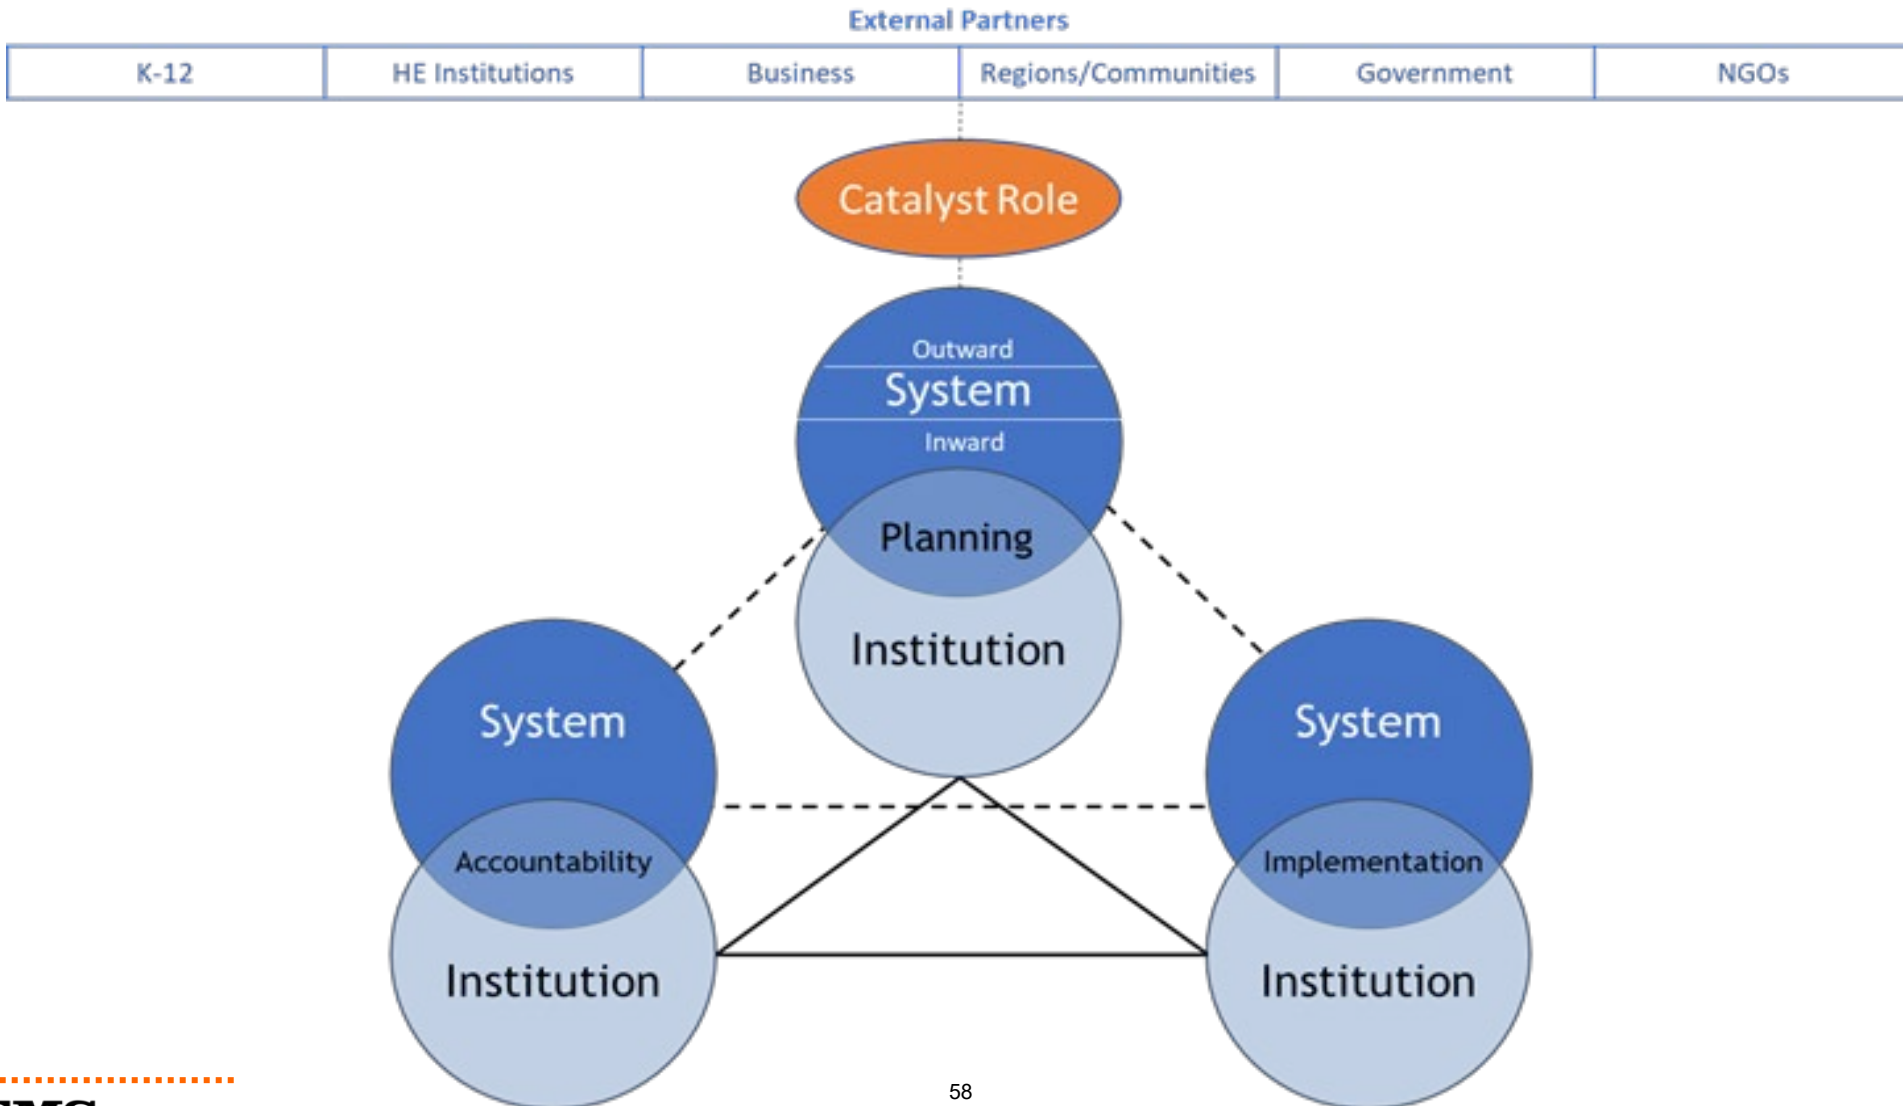 External Partners
K-12 HE Institutions Business Regions/Communities Government NGOs
Catalyst Role
Outward
System
Inward
Planning
Institution
System
Accountability
Institution
System
Implementation
Institution
58